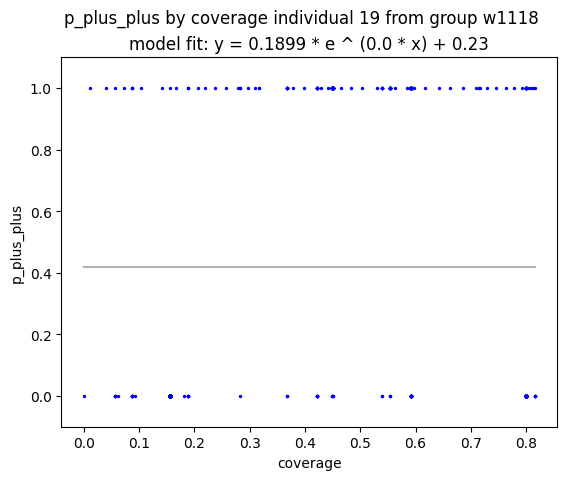 p_plus_plus by coverage individual 19 from group w1118
model fit: y = 0.1899 * e ^ (0.0 * x) + 0.23
1.0
0.8
0.6
0.4
0.2
0.0
p_plus_plus
0.0 0.1 0.2 0.3 0.4 0.5 0.6 0.7 0.8
coverage